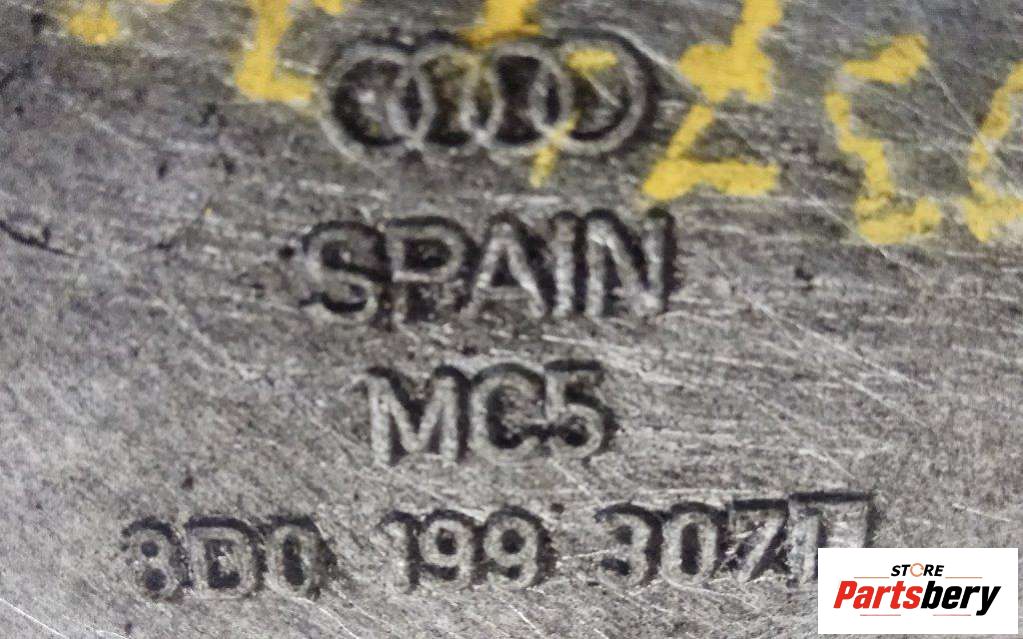 SPAIN
MC5
8D0 199 307
STORE
Partsbery